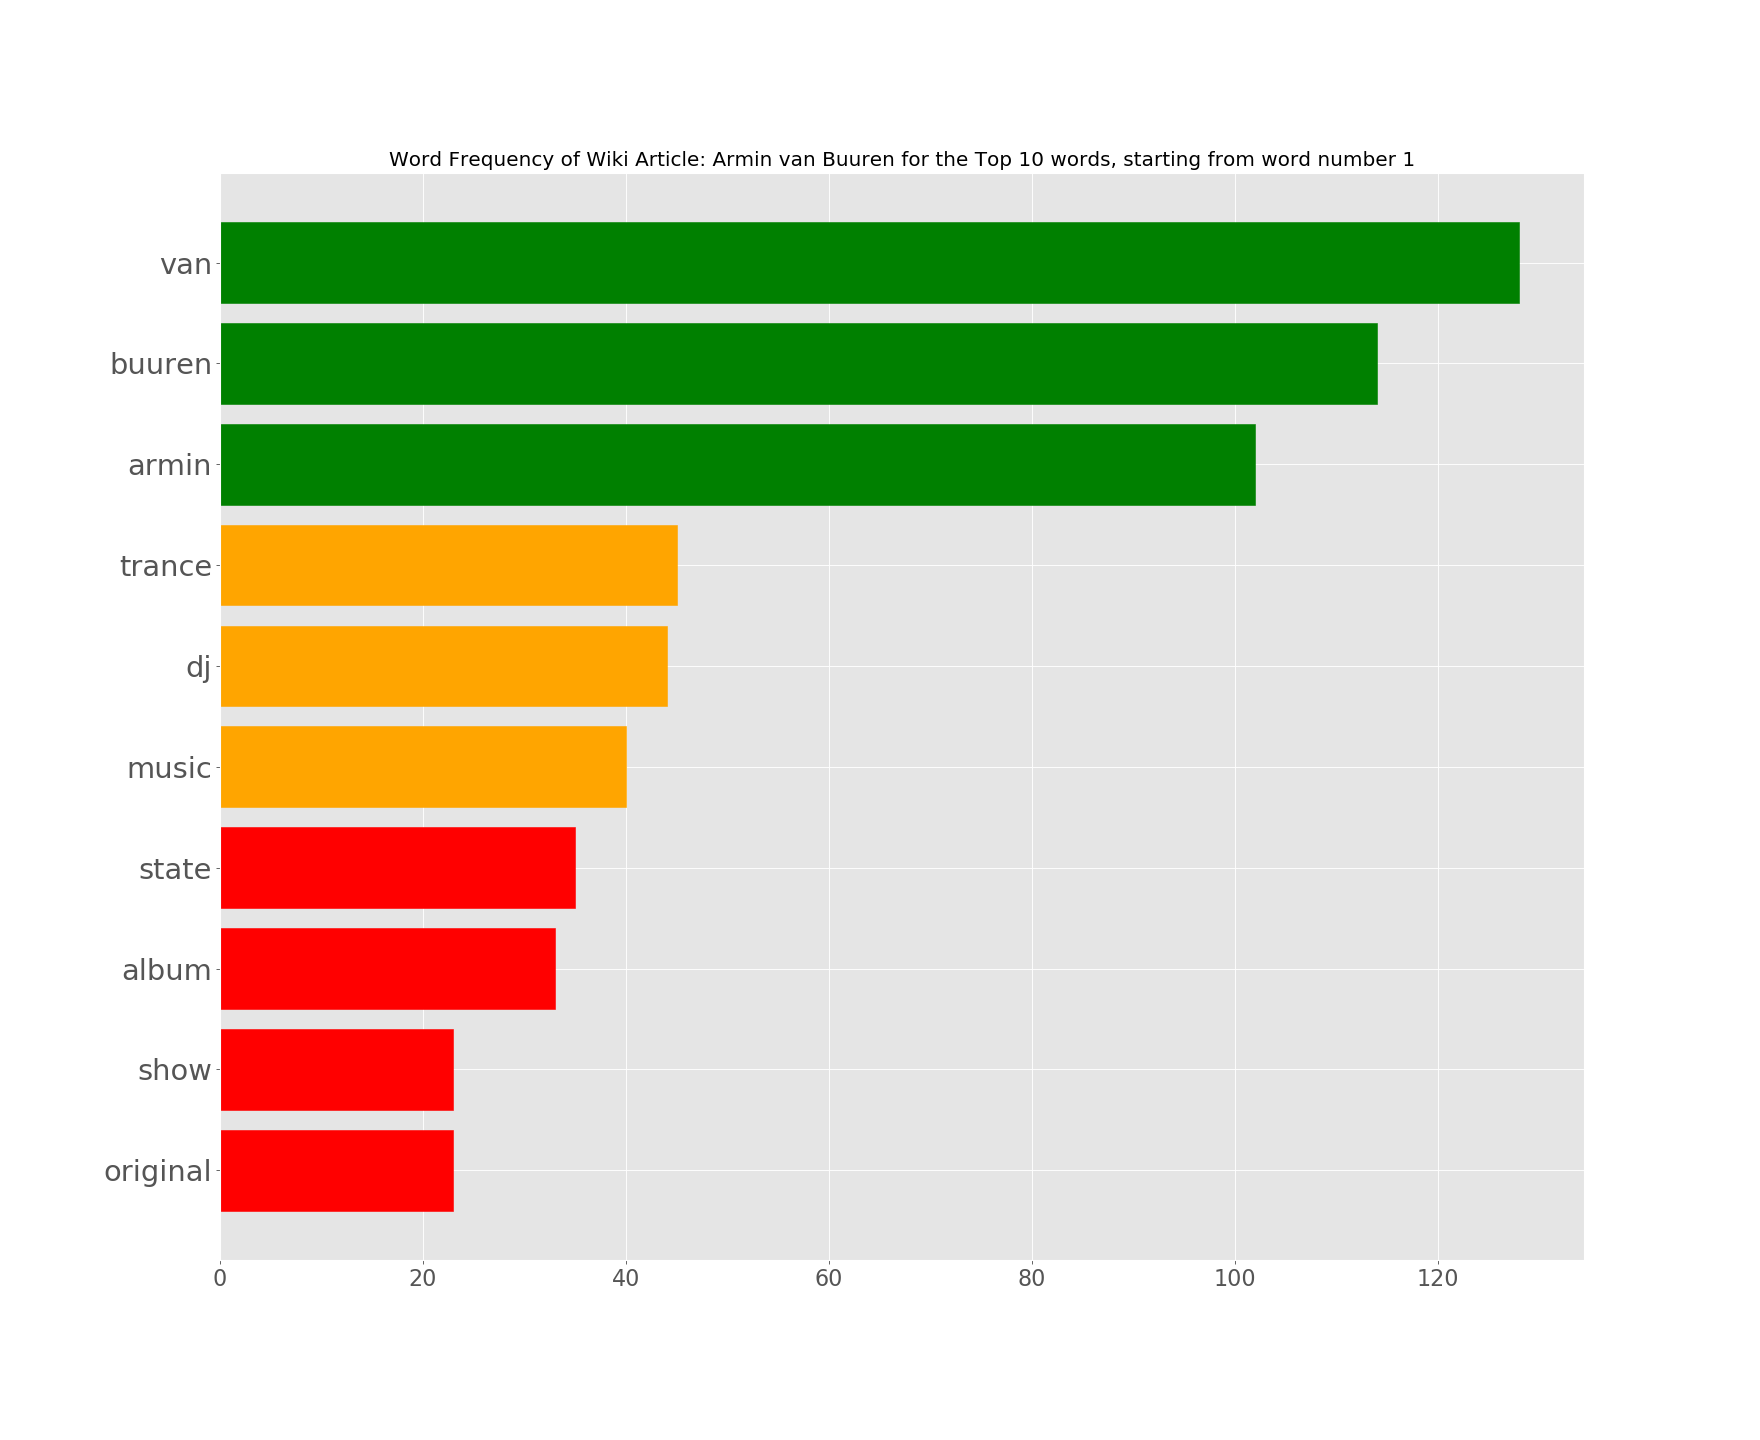 Word Frequency of Wiki Article: Armin van Buuren for the Top 10 words, starting from word number 1
van
buuren
armin
trance
dj
music
state
album
show
original
0 20 40 60 80 100 120